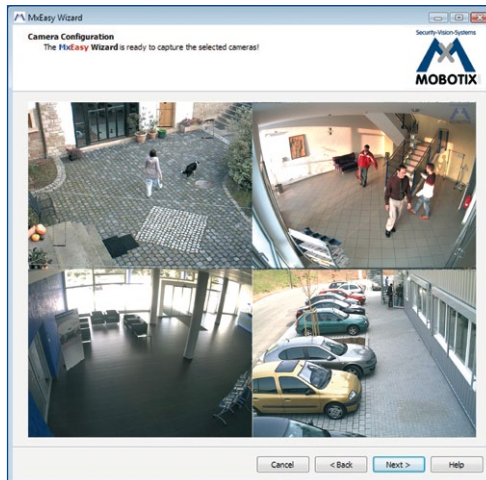 MxEasy Wizard
Camera Configuration
The MxEasy Wizard is ready to capture the selected cameras!
Security-Vision-Systems
MOBOTIX
Cancel
< Back
Next >
Help